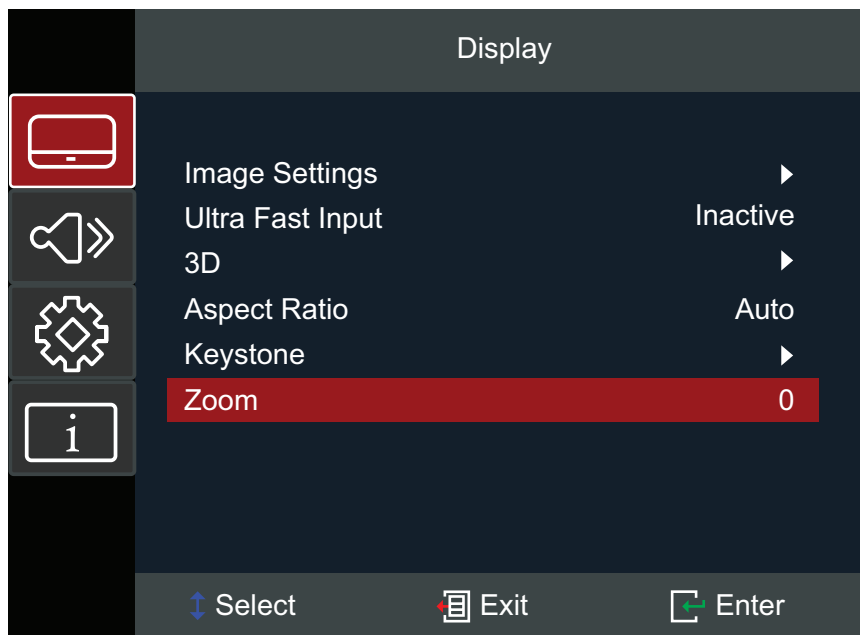 Display
Image Settings
Ultra Fast Input Inactive
3D
Aspect Ratio Auto
Keystone
Zoom 0
i
Select Exit Enter